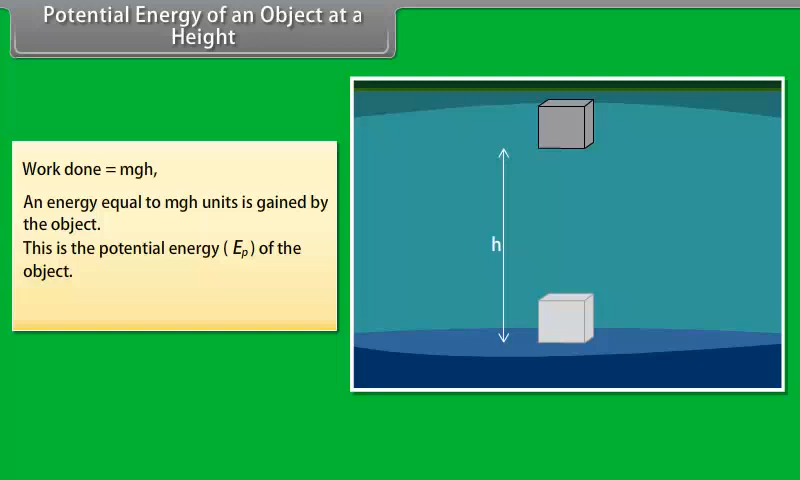 Potential Energy of an Object at a
Height
Work done = mgh,
An energy equal to mgh units is gained by
the object.
This is the potential energy ( Eₚ) of the
object.
h